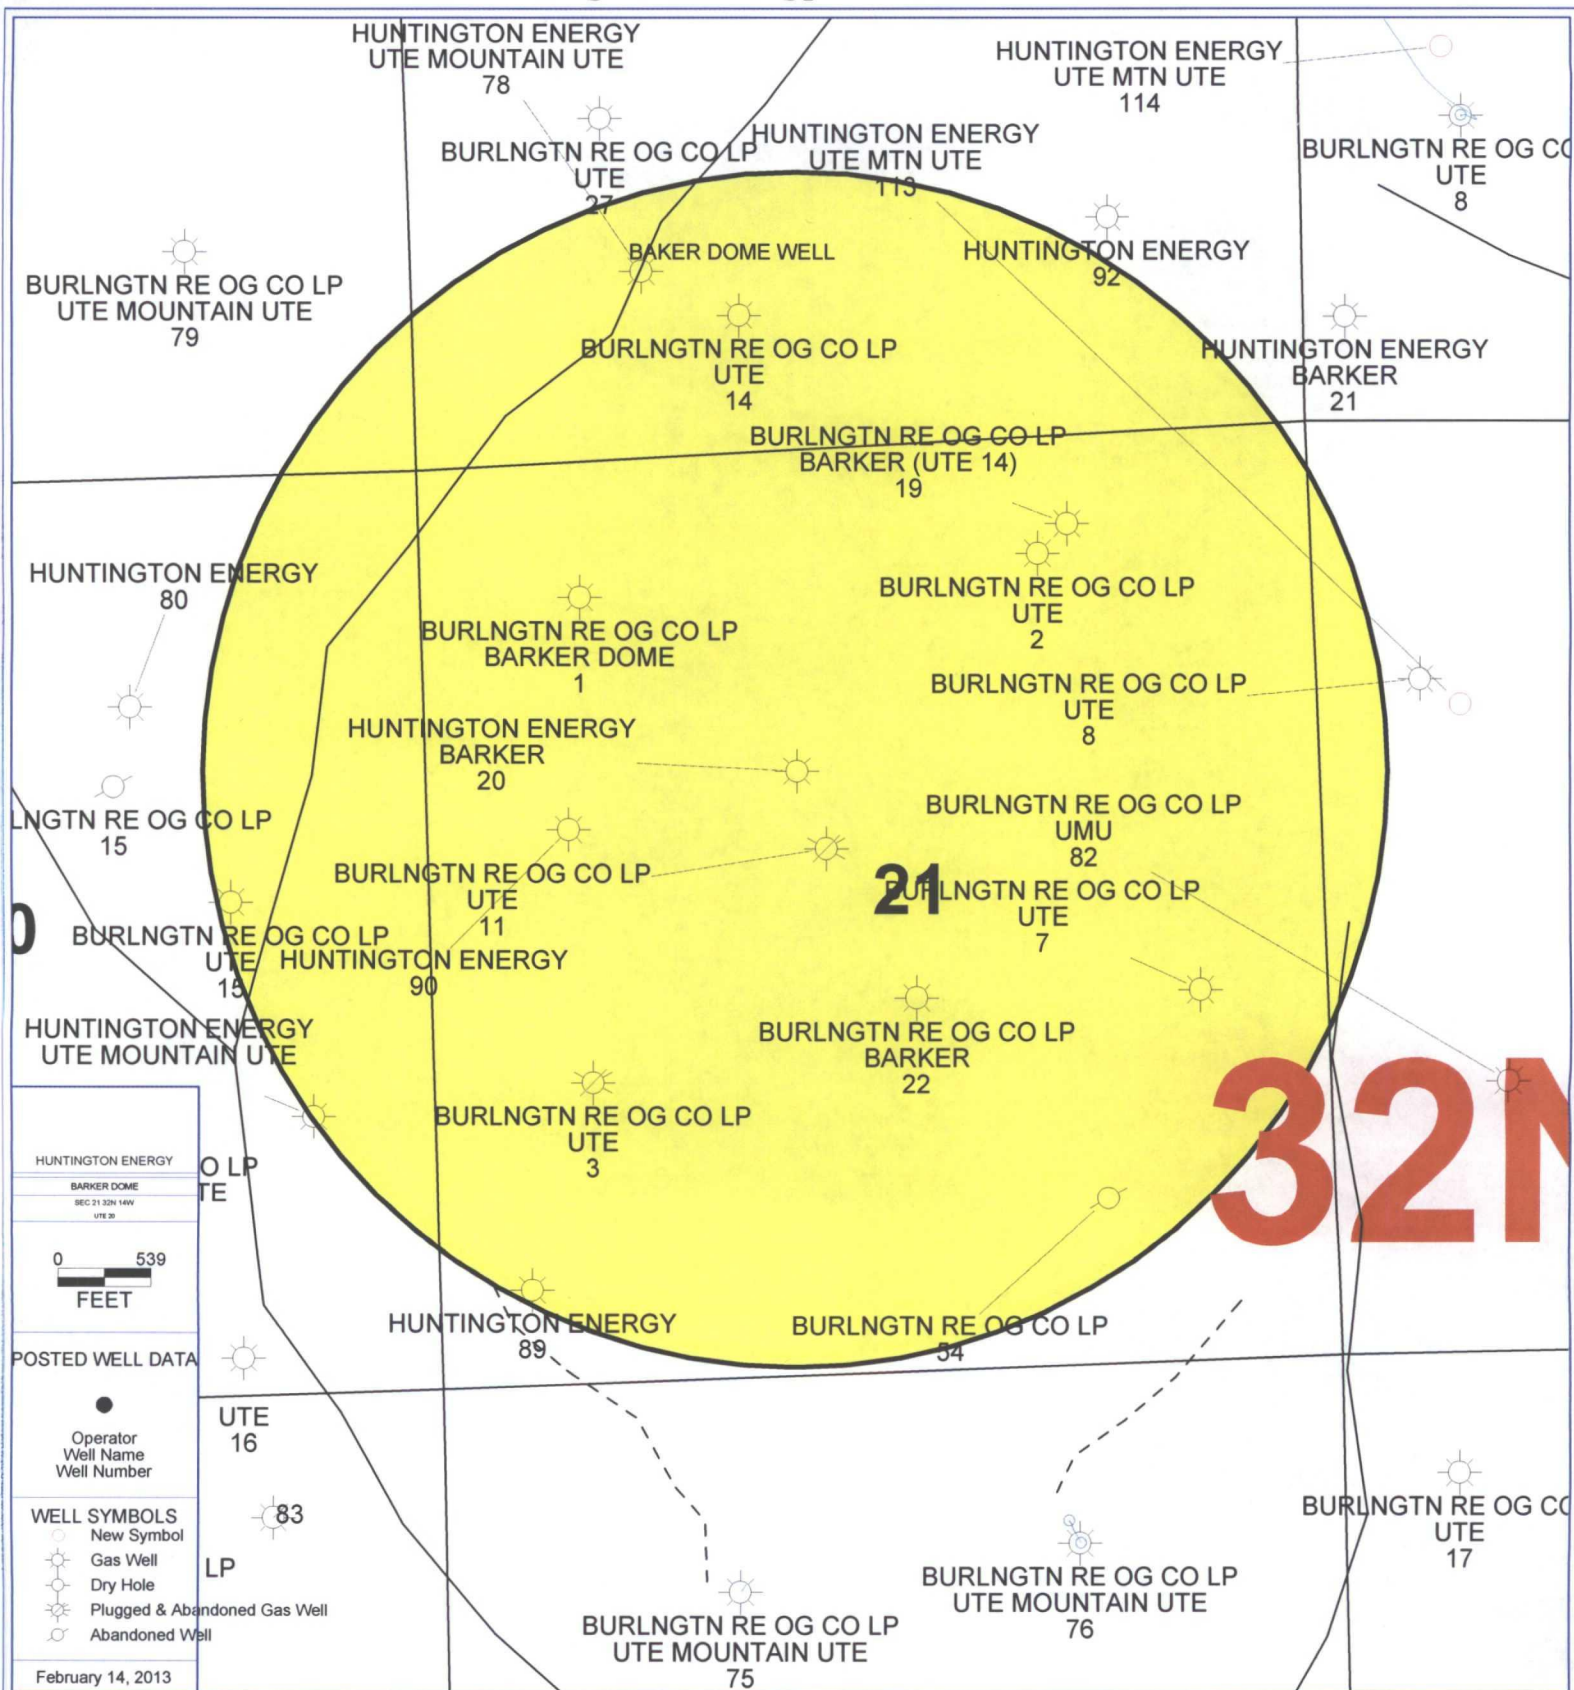 HUNTINGTON ENERGY
UTE MOUNTAIN UTE
78
HUNTINGTON ENERGY
UTE MTN UTE
114
BURLNGTN RE OG CO LP
UTE
27
HUNTINGTON ENERGY
UTE MTN UTE
113
BURLNGTN RE OG CO
UTE
8
BAKER DOME WELL
HUNTINGTON ENERGY
92
BURLNGTN RE OG CO LP
UTE MOUNTAIN UTE
79
BURLNGTN RE OG CO LP
UTE
14
HUNTINGTON ENERGY
BARKER
21
BURLNGTN RE OG CO LP
BARKER (UTE 14)
19
HUNTINGTON ENERGY
80
BURLNGTN RE OG CO LP
UTE
2
BURLNGTN RE OG CO LP
BARKER DOME
1
BURLNGTN RE OG CO LP
UTE
8
HUNTINGTON ENERGY
BARKER
20
LNGTN RE OG CO LP
15
BURLNGTN RE OG CO LP
UMU
82
BURLNGTN RE OG CO LP
UTE
11
21
BURLNGTN RE OG CO LP
UTE
7
0
BURLNGTN RE OG CO LP
UTE
15
HUNTINGTON ENERGY
90
HUNTINGTON ENERGY
UTE MOUNTAIN UTE
BURLNGTN RE OG CO LP
BARKER
22
32N
BURLNGTN RE OG CO LP
UTE
3
O LP
TE
HUNTINGTON ENERGY
BARKER DOME
SEC 21 32N 14W
UTE 20
0 539
FEET
HUNTINGTON ENERGY
89
BURLNGTN RE OG CO LP
54
POSTED WELL DATA
Operator
Well Name
Well Number
UTE
16
83
LP
WELL SYMBOLS
New Symbol
Gas Well
Dry Hole
Plugged & Abandoned Gas Well
Abandoned Well
February 14, 2013
BURLNGTN RE OG CO LP
UTE MOUNTAIN UTE
75
BURLNGTN RE OG CO LP
UTE MOUNTAIN UTE
76
BURLNGTN RE OG CO
UTE
17